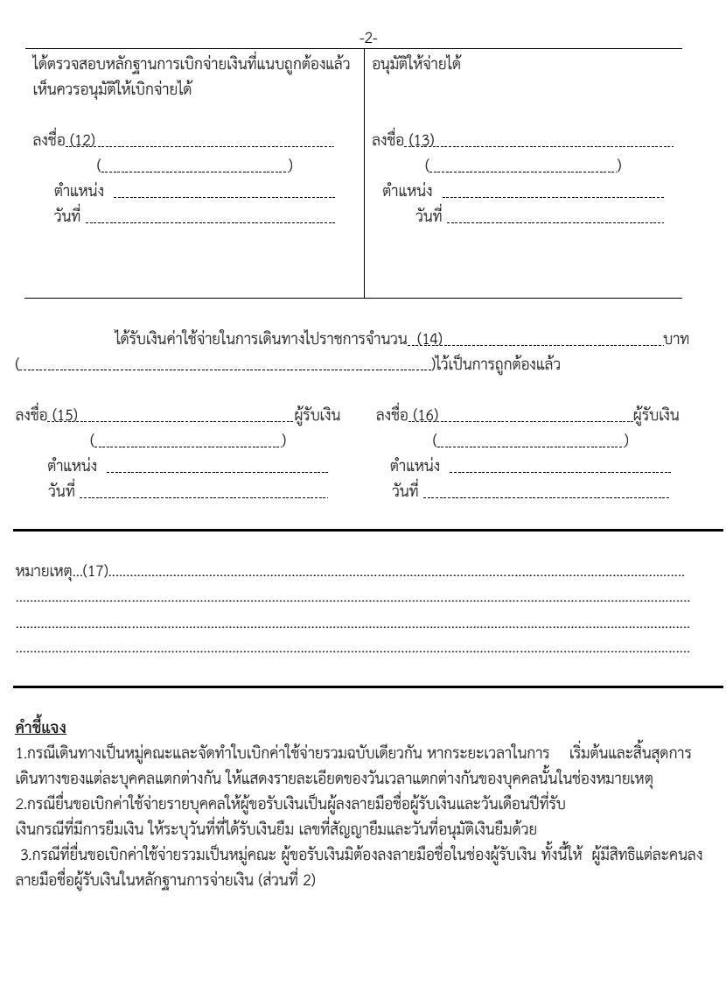 -2-
ได้ตรวจสอบหลักฐานการเบิกจ่ายเงินที่แนบถูกต้องแล้ว
เห็นควรอนุมัติให้เบิกจ่ายได้
ลงชื่อ (12)
( )
ตำแหน่ง
วันที่
อนุมัติให้จ่ายได้
ลงชื่อ (13)
( )
ตำแหน่ง
วันที่
ได้รับเงินค่าใช้จ่ายในการเดินทางไปราชการจำนวน (14) บาท
( )ไว้เป็นการถูกต้องแล้ว
ลงชื่อ (15) ผู้รับเงิน
( )
ตำแหน่ง
วันที่
ลงชื่อ (16) ผู้รับเงิน
( )
ตำแหน่ง
วันที่
หมายเหตุ...(17)
คำชี้แจง
1.กรณีเดินทางเป็นหมู่คณะและจัดทำใบเบิกค่าใช้จ่ายรวมฉบับเดียวกัน หากระยะเวลาในการ เริ่มต้นและสิ้นสุดการ
เดินทางของแต่ละบุคคลแตกต่างกัน ให้แสดงรายละเอียดของวันเวลาแตกต่างกันของบุคคลนั้นในช่องหมายเหตุ
2.กรณียื่นขอเบิกค่าใช้จ่ายรายบุคคลให้ผู้ขอรับเงินเป็นผู้ลงลายมือชื่อผู้รับเงินและวันเดือนปีที่รับ
เงินกรณีที่มีการยืมเงิน ให้ระบุวันที่ที่ได้รับเงินยืม เลขที่สัญญายืมและวันที่อนุมัติเงินยืมด้วย
3.กรณีที่ยื่นขอเบิกค่าใช้จ่ายรวมเป็นหมู่คณะ ผู้ขอรับเงินมิต้องลงลายมือชื่อในช่องผู้รับเงิน ทั้งนี้ให้ ผู้มีสิทธิแต่ละคนลง
ลายมือชื่อผู้รับเงินในหลักฐานการจ่ายเงิน (ส่วนที่ 2)